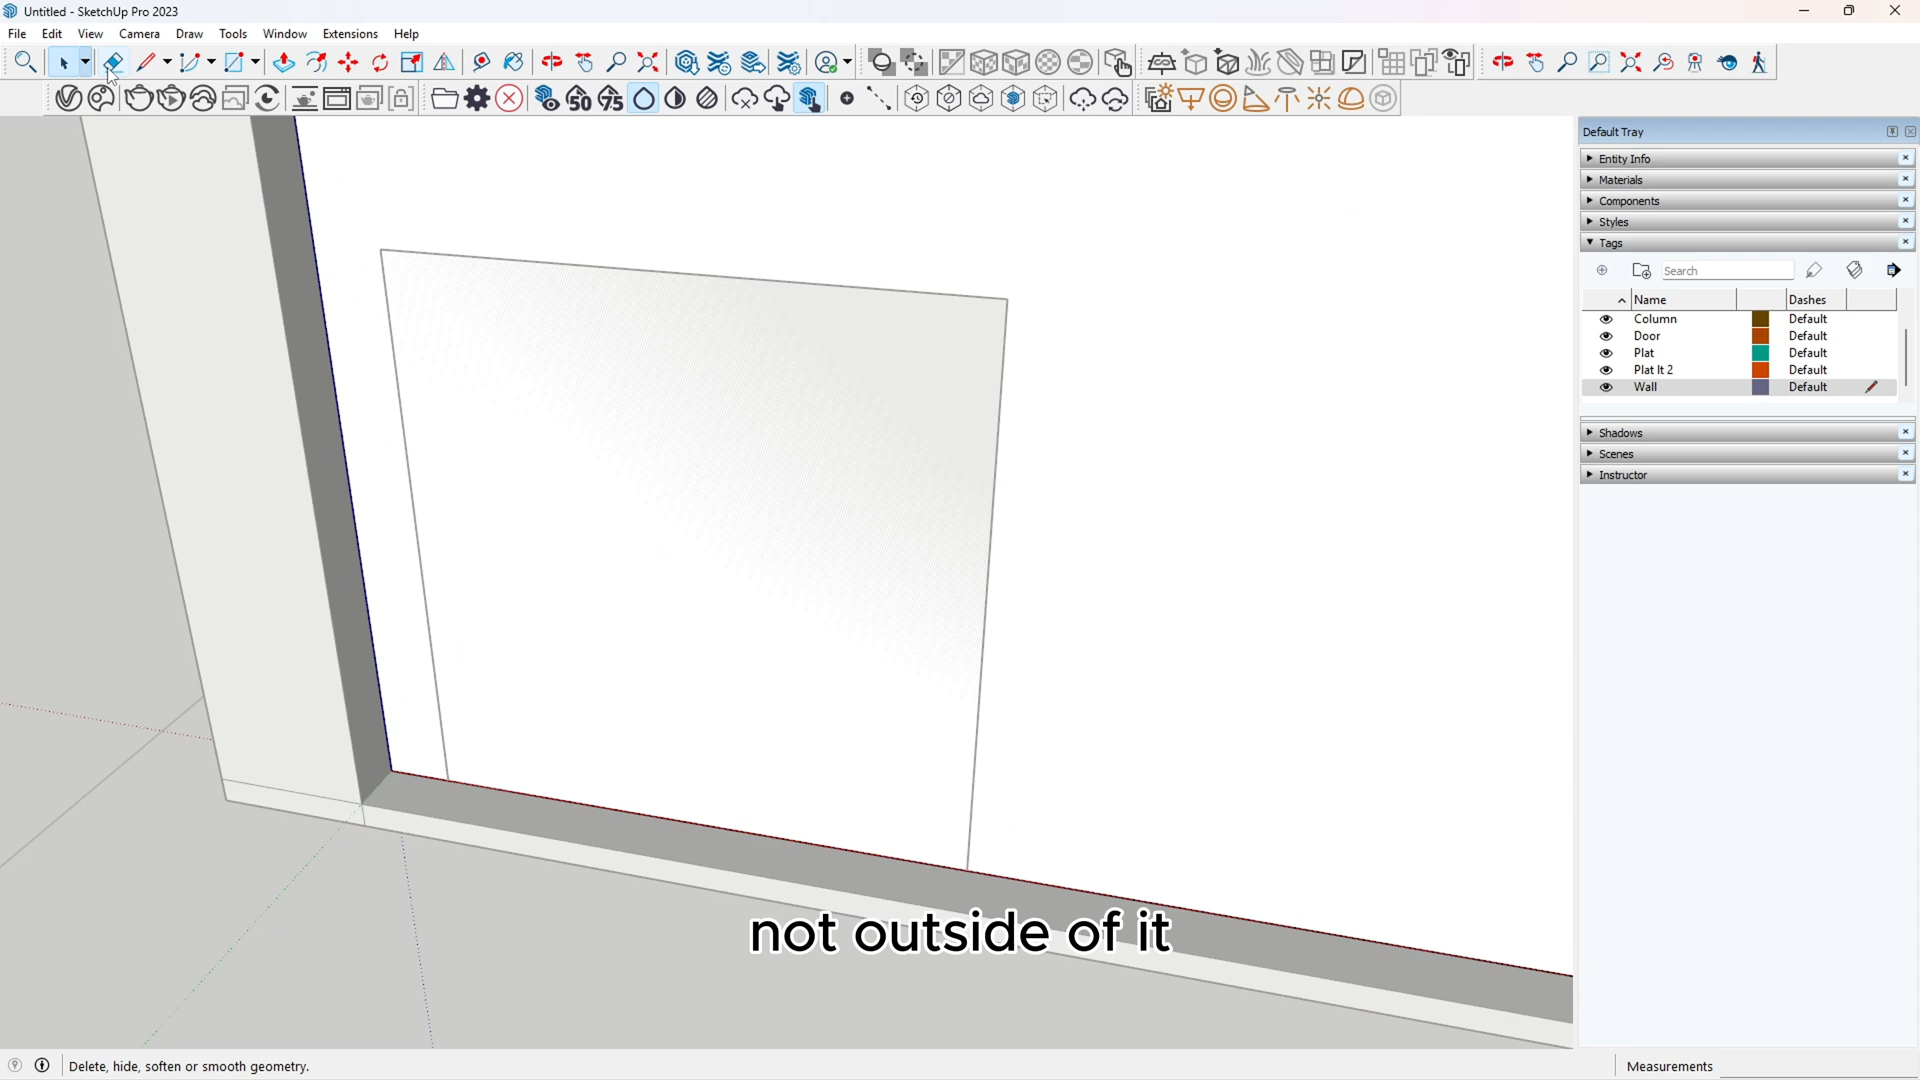 Untitled - SketchUp Pro 2023
File Edit View Camera Draw Tools Window Extensions Help
50 75
Default Tray
Entity Info
Materials
Components
Styles
Tags
Search
Name Dashes
Column Default
Door Default
Plat Default
Plat lt 2 Default
Wall Default
Shadows
Scenes
Instructor
not outside of it
Delete, hide, soften or smooth geometry.
Measurements